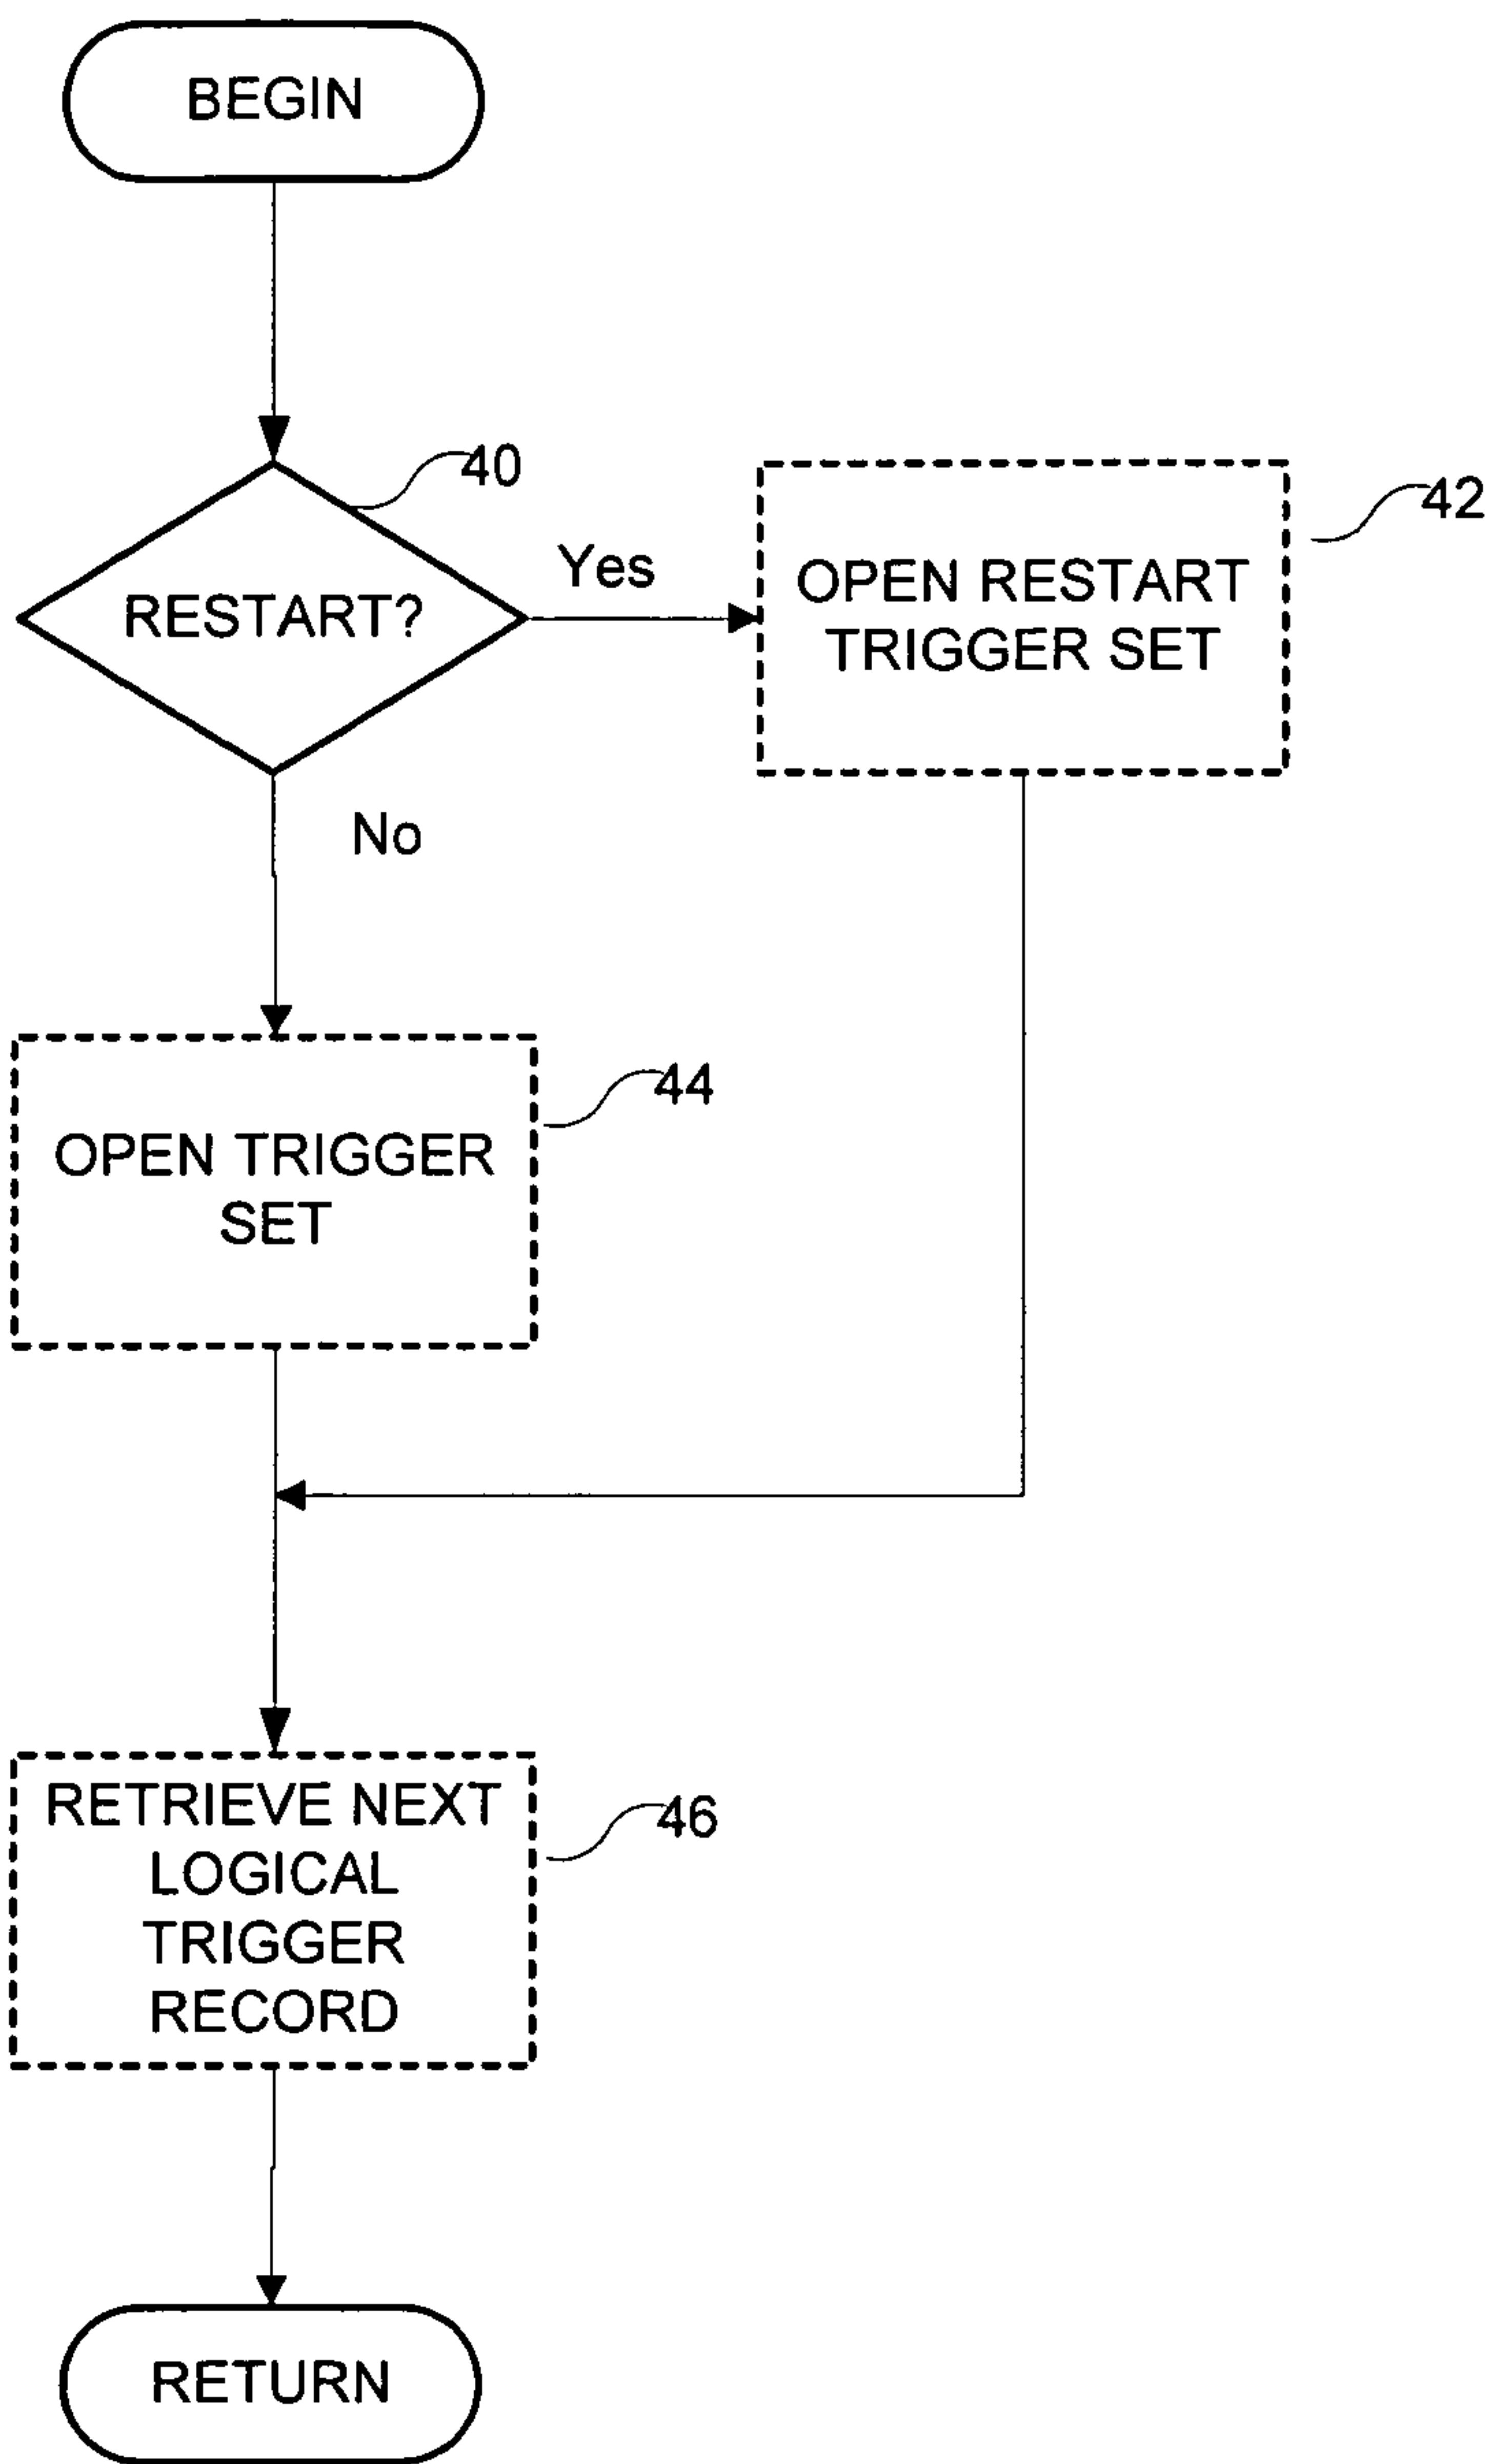 BEGIN
40
RESTART?
Yes
OPEN RESTART
TRIGGER SET
42
No
OPEN TRIGGER
SET
44
RETRIEVE NEXT
LOGICAL
TRIGGER
RECORD
46
RETURN